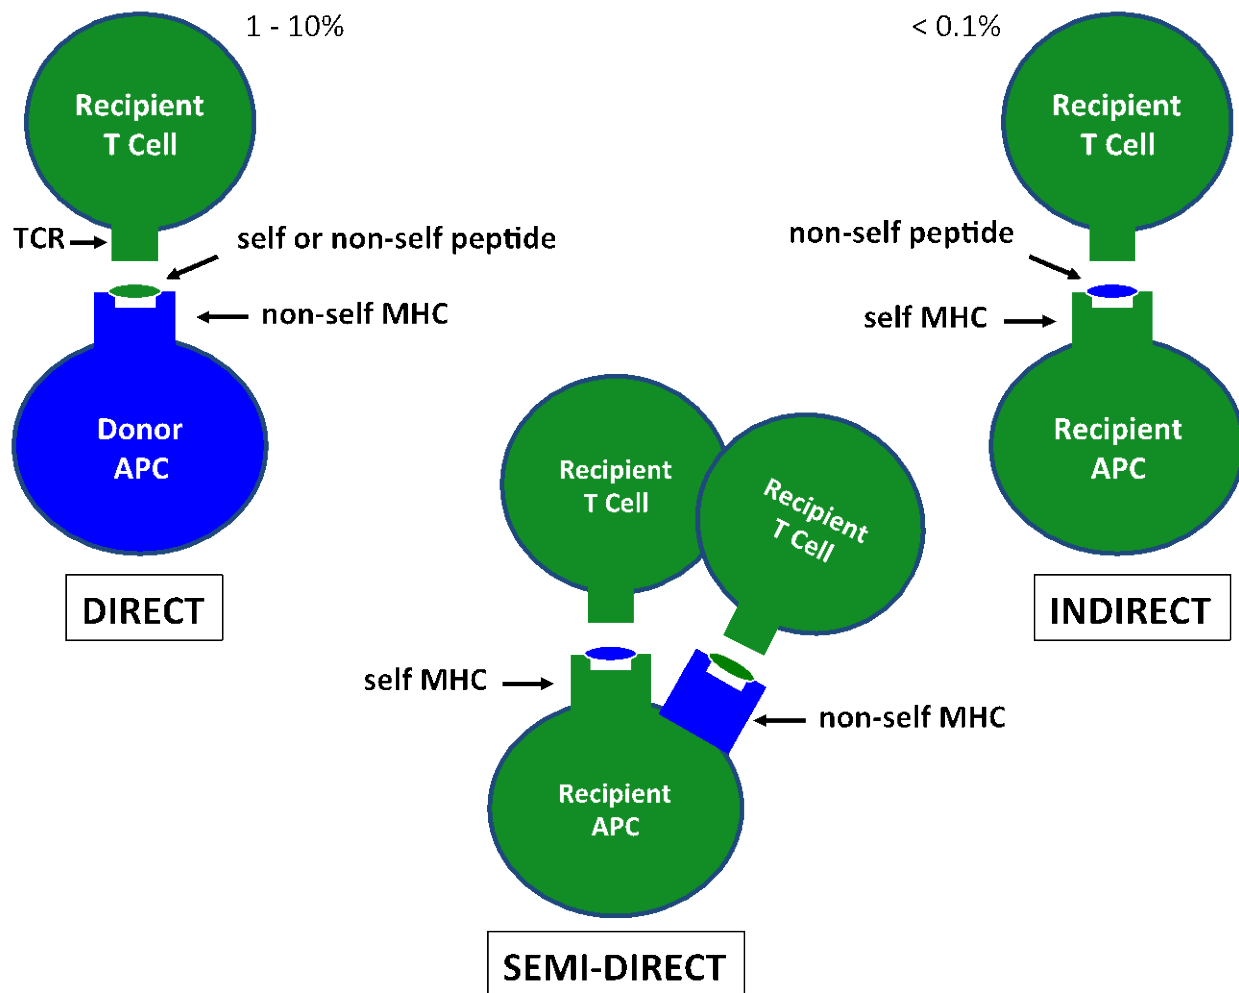 1 - 10%
< 0.1%
Recipient
T Cell
Recipient
T Cell
TCR
self or non-self peptide
non-self peptide
non-self MHC
self MHC
Donor
APC
Recipient
APC
Recipient
T Cell
Recipient
T Cell
DIRECT
INDIRECT
self MHC
non-self MHC
Recipient
APC
SEMI-DIRECT